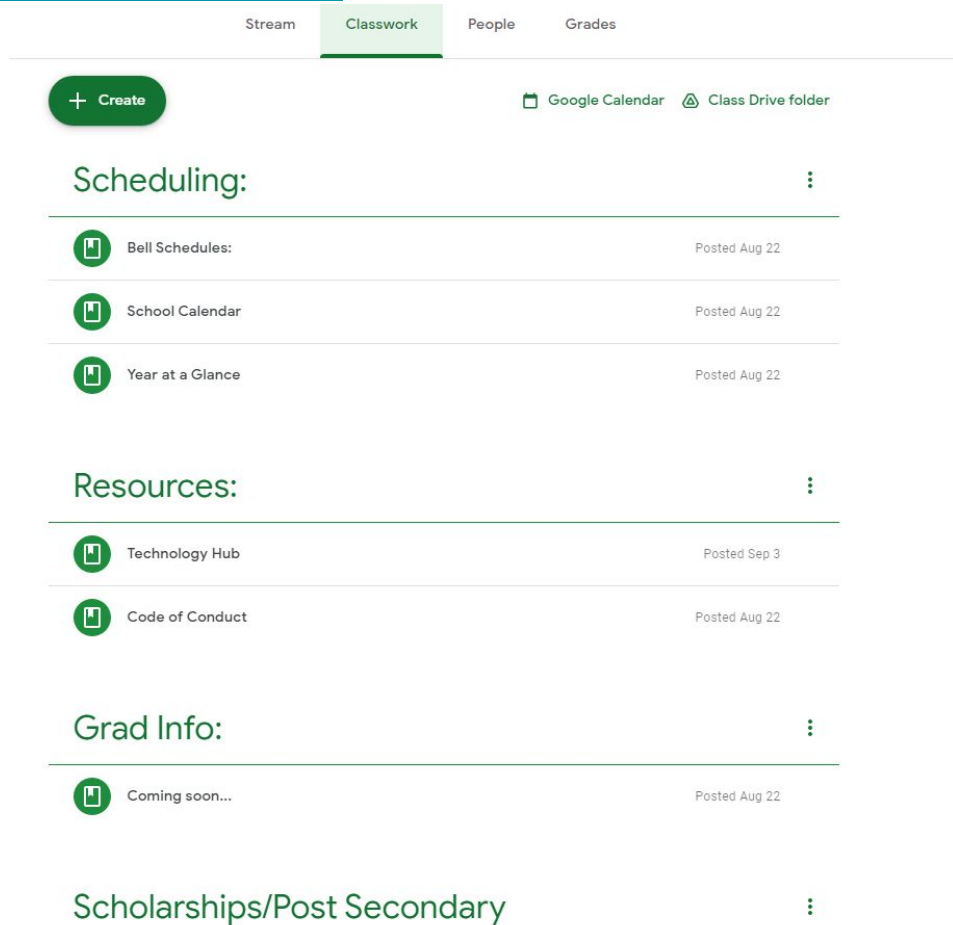 Stream Classwork People Grades
Create Google Calendar Class Drive folder
Scheduling:
Bell Schedules: Posted Aug 22
School Calendar Posted Aug 22
Year at a Glance Posted Aug 22
Resources:
Technology Hub Posted Sep 3
Code of Conduct Posted Aug 22
Grad Info:
Coming soon... Posted Aug 22
Scholarships/Post Secondary